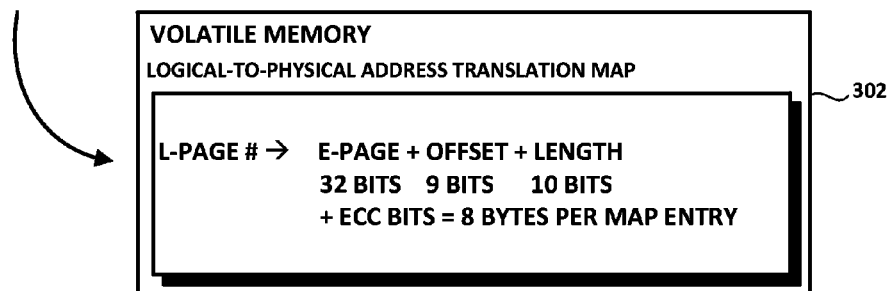 VOLATILE MEMORY
LOGICAL-TO-PHYSICAL ADDRESS TRANSLATION MAP
302
L-PAGE # → E-PAGE + OFFSET + LENGTH
32 BITS 9 BITS 10 BITS
+ ECC BITS = 8 BYTES PER MAP ENTRY